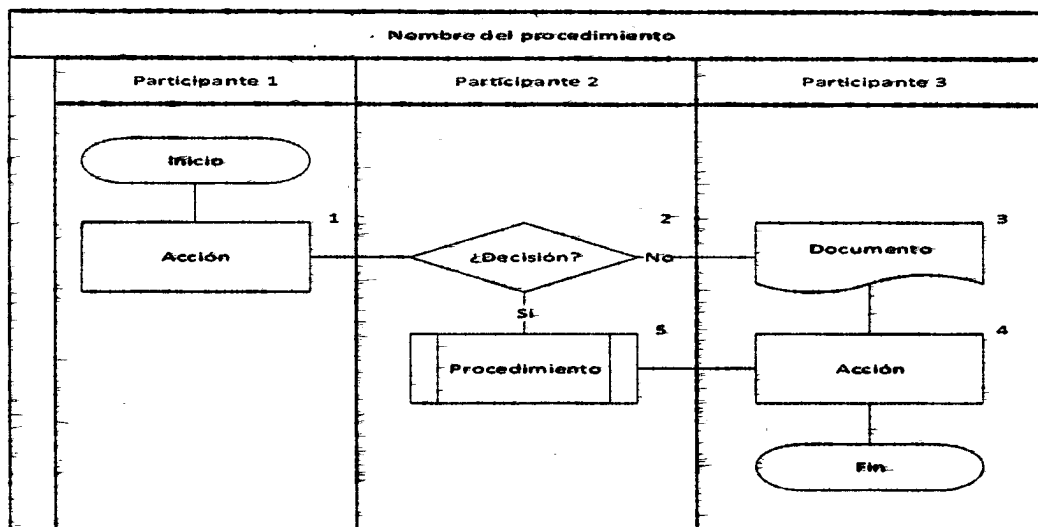 Nombre del procedimiento
Participante 1 Participante 2 Participante 3
Inicio
1 2 3
Acción ¿Decisión? No Documento
Si
5 4
Procedimiento Acción
Fin